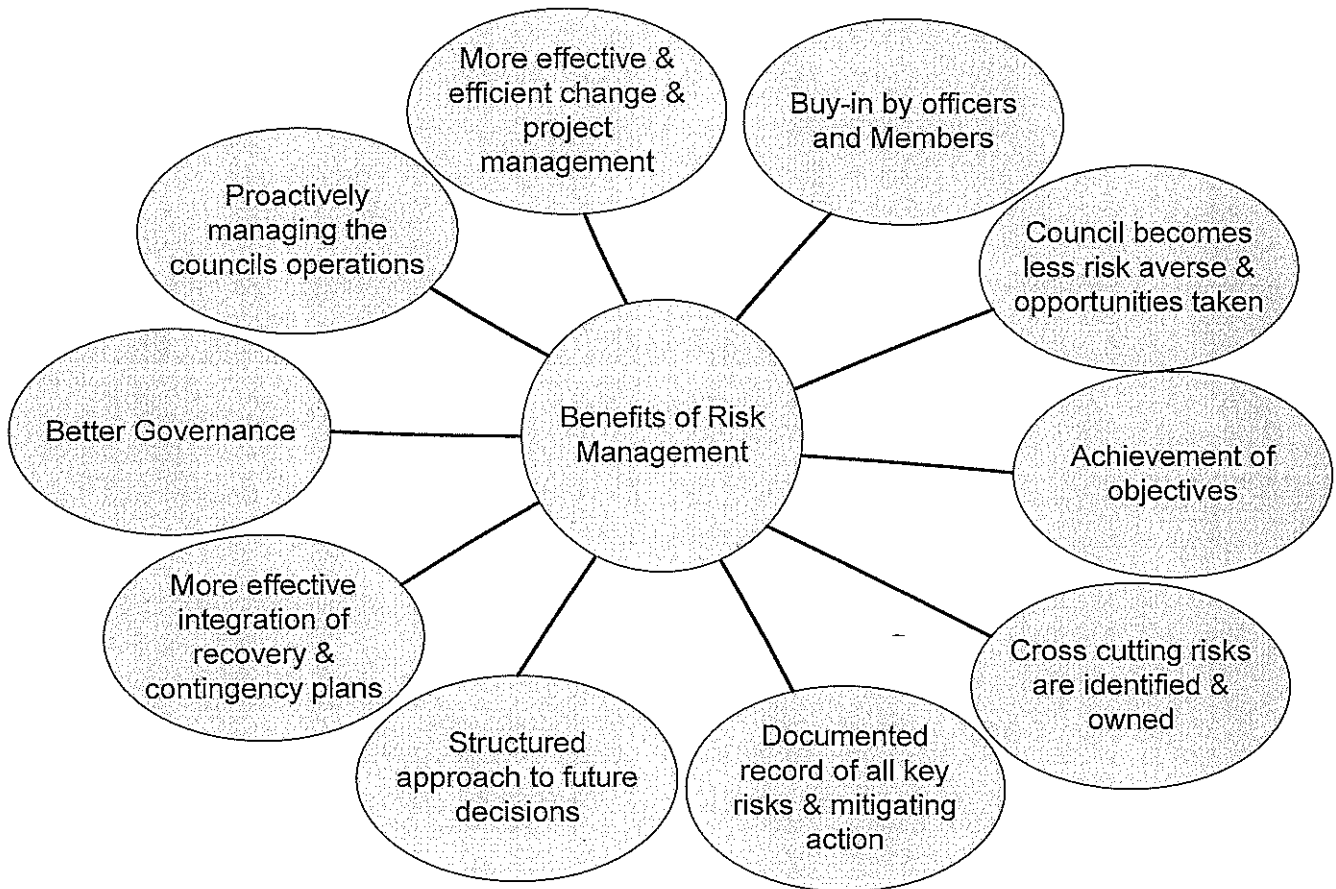 More effective &
efficient change &
project
management
Buy-in by officers
and Members
Proactively
managing the
councils operations
Council becomes
less risk averse &
opportunities taken
Better Governance
Benefits of Risk
Management
Achievement of
objectives
More effective
integration of
recovery &
contingency plans
Cross cutting risks
are identified &
owned
Structured
approach to future
decisions
Documented
record of all key
risks & mitigating
action